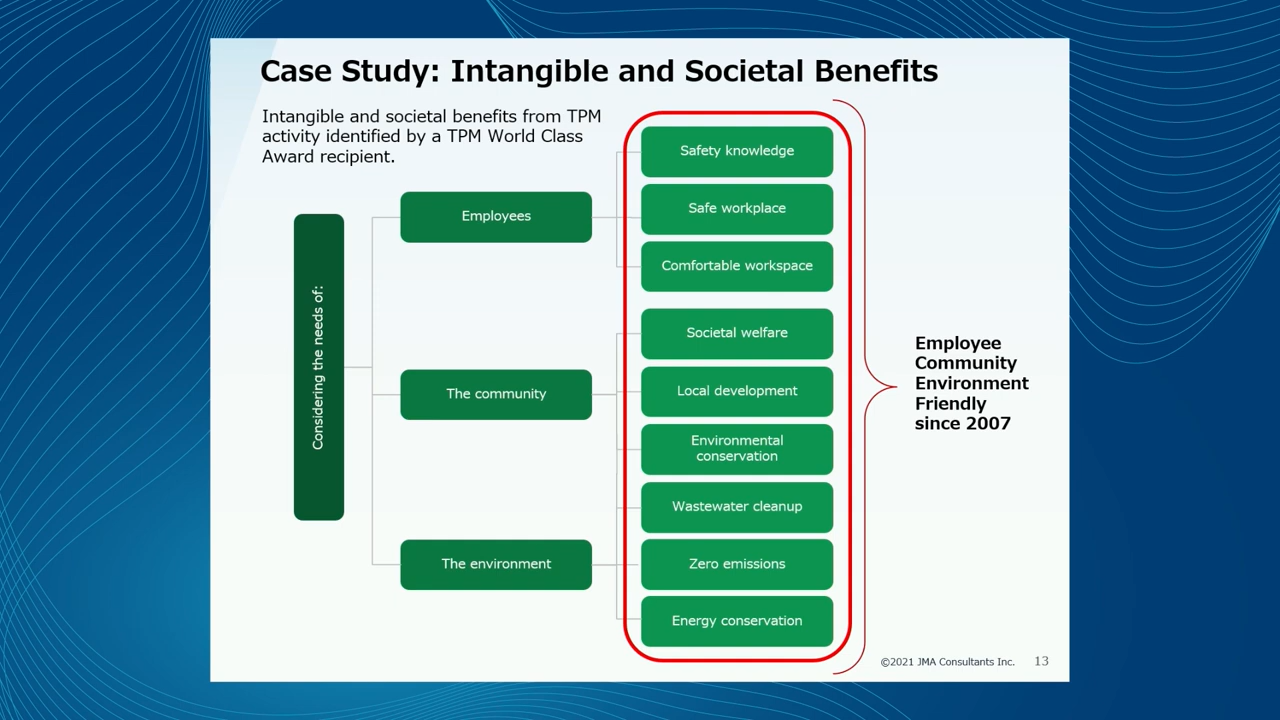 Case Study: Intangible and Societal Benefits
Intangible and societal benefits from TPM
activity identified by a TPM World Class
Award recipient.
Considering the needs of:
Employees
Safety knowledge
Safe workplace
Comfortable workspace
The community
Societal welfare
Local development
Environmental
conservation
The environment
Wastewater cleanup
Zero emissions
Energy conservation
Employee
Community
Environment
Friendly
since 2007
©2021 JMA Consultants Inc.
13